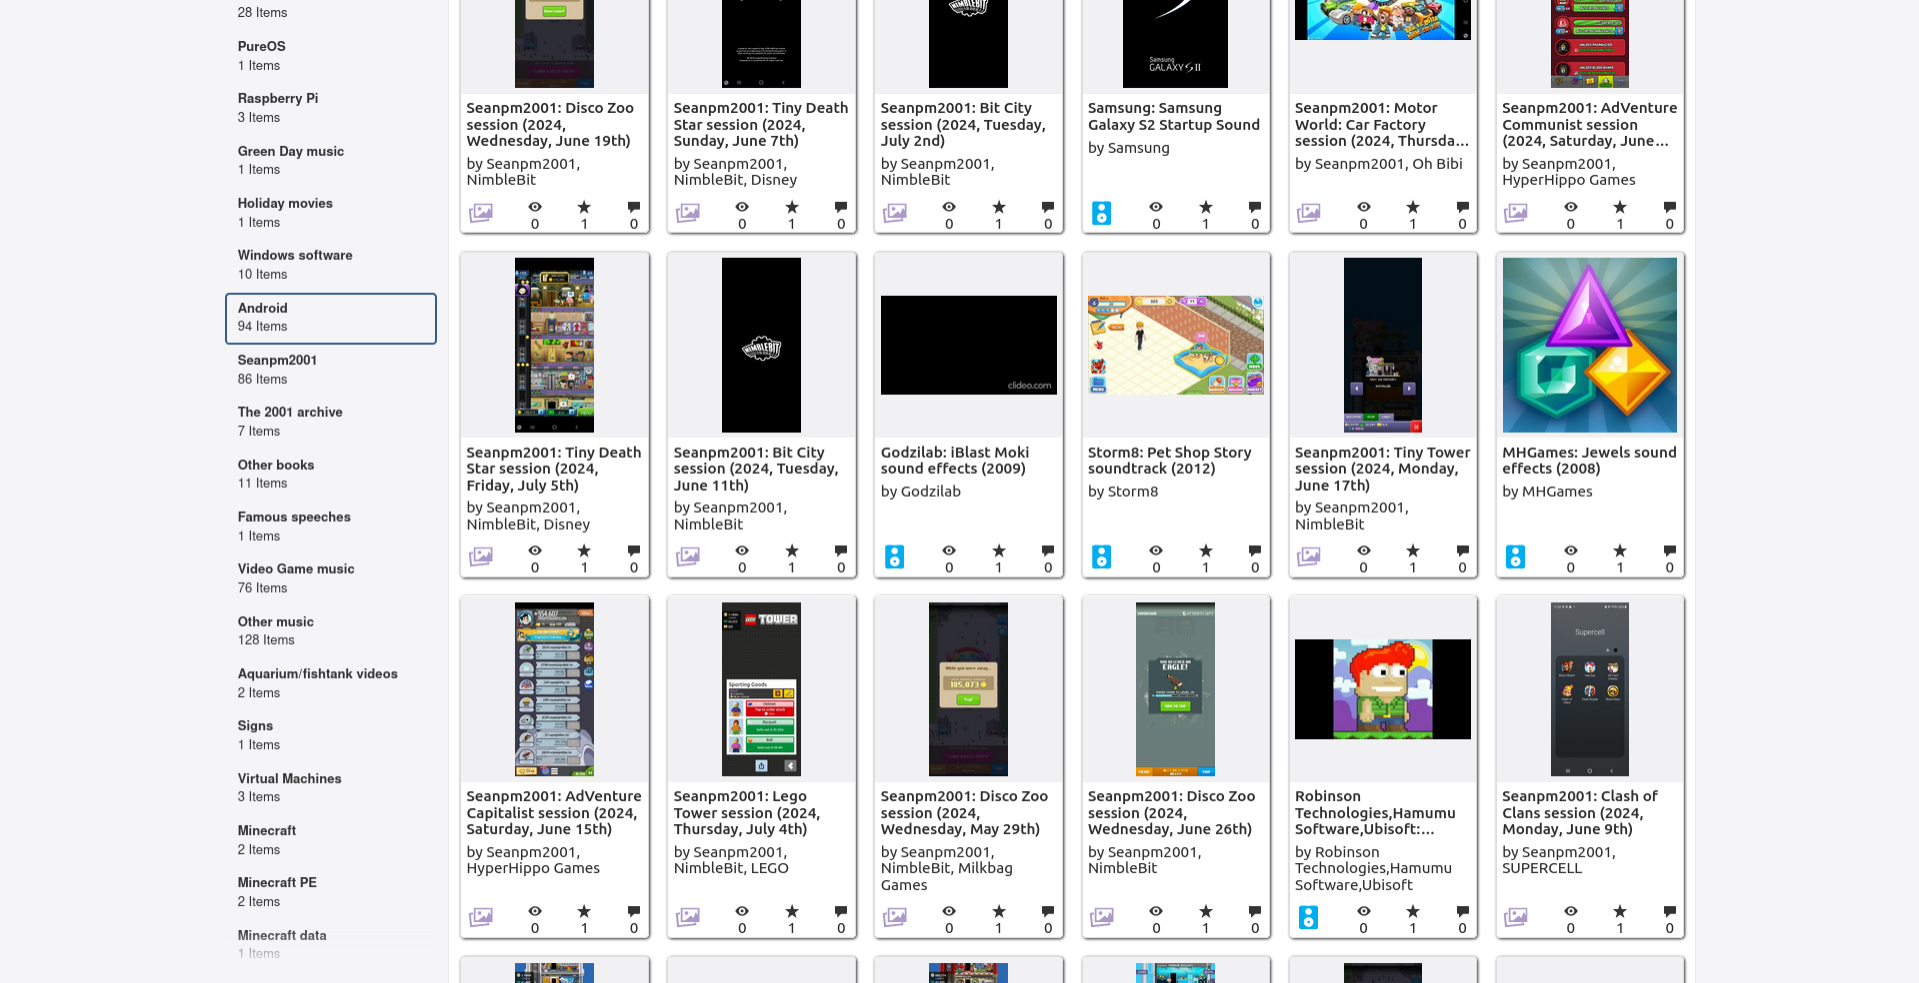 28 Items
PureOS
1 Items
Raspberry Pi
3 Items
Green Day music
1 Items
Holiday movies
1 Items
Windows software
10 Items
Android
94 Items
Seanpm2001
86 Items
The 2001 archive
7 Items
Other books
11 Items
Famous speeches
1 Items
Video Game music
76 Items
Other music
128 Items
Aquarium/fishtank videos
2 Items
Signs
1 Items
Virtual Machines
3 Items
Minecraft
2 Items
Minecraft PE
2 Items
Minecraft data
1 Items
Seanpm2001: Disco Zoo
session (2024,
Wednesday, June 19th)
by Seanpm2001,
NimbleBit
0 1 0
Seanpm2001: Tiny Death
Star session (2024,
Sunday, June 7th)
by Seanpm2001,
NimbleBit, Disney
0 1 0
Seanpm2001: Bit City
session (2024, Tuesday,
July 2nd)
by Seanpm2001,
NimbleBit
0 1 0
Samsung
GALAXY S II
Samsung: Samsung
Galaxy S2 Startup Sound
by Samsung
0 1 0
Seanpm2001: Motor
World: Car Factory
session (2024, Thursda...
by Seanpm2001, Oh Bibi
0 1 0
Seanpm2001: AdVenture
Communist session
(2024, Saturday, June...
by Seanpm2001,
HyperHippo Games
0 1 0
Seanpm2001: Tiny Death
Star session (2024,
Friday, July 5th)
by Seanpm2001,
NimbleBit, Disney
0 1 0
NIMBLEBIT
Seanpm2001: Bit City
session (2024, Tuesday,
June 11th)
by Seanpm2001,
NimbleBit
0 1 0
clideo.com
Godzilab: iBlast Moki
sound effects (2009)
by Godzilab
0 1 0
Storm8: Pet Shop Story
soundtrack (2012)
by Storm8
0 1 0
Seanpm2001: Tiny Tower
session (2024, Monday,
June 17th)
by Seanpm2001,
NimbleBit
0 1 0
MHGames: Jewels sound
effects (2008)
by MHGames
0 1 0
554.607
Seanpm2001: AdVenture
Capitalist session (2024,
Saturday, June 15th)
by Seanpm2001,
HyperHippo Games
0 1 0
LEGO TOWER
Sporting Goods
Seanpm2001: Lego
Tower session (2024,
Thursday, July 4th)
by Seanpm2001,
NimbleBit, LEGO
0 1 0
While you were away...
185,073
Seanpm2001: Disco Zoo
session (2024,
Wednesday, May 29th)
by Seanpm2001,
NimbleBit, Milkbag
Games
0 1 0
EAGLE!
Seanpm2001: Disco Zoo
session (2024,
Wednesday, June 26th)
by Seanpm2001,
NimbleBit
0 1 0
Robinson
Technologies,Hamumu
Software,Ubisoft:...
by Robinson
Technologies,Hamumu
Software,Ubisoft
0 1 0
Supercell
Seanpm2001: Clash of
Clans session (2024,
Monday, June 9th)
by Seanpm2001,
SUPERCELL
0 1 0